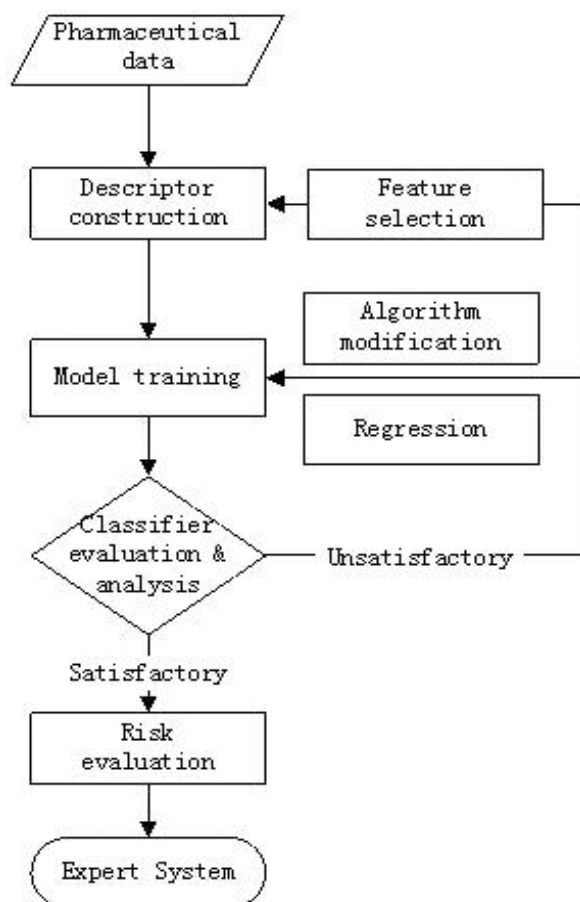 Pharmaceutical
data
Descriptor
construction
Feature
selection
Algorithm
modification
Model training
Regression
Classifier
evaluation &
analysis
Unsatisfactory
Satisfactory
Risk
evaluation
Expert System